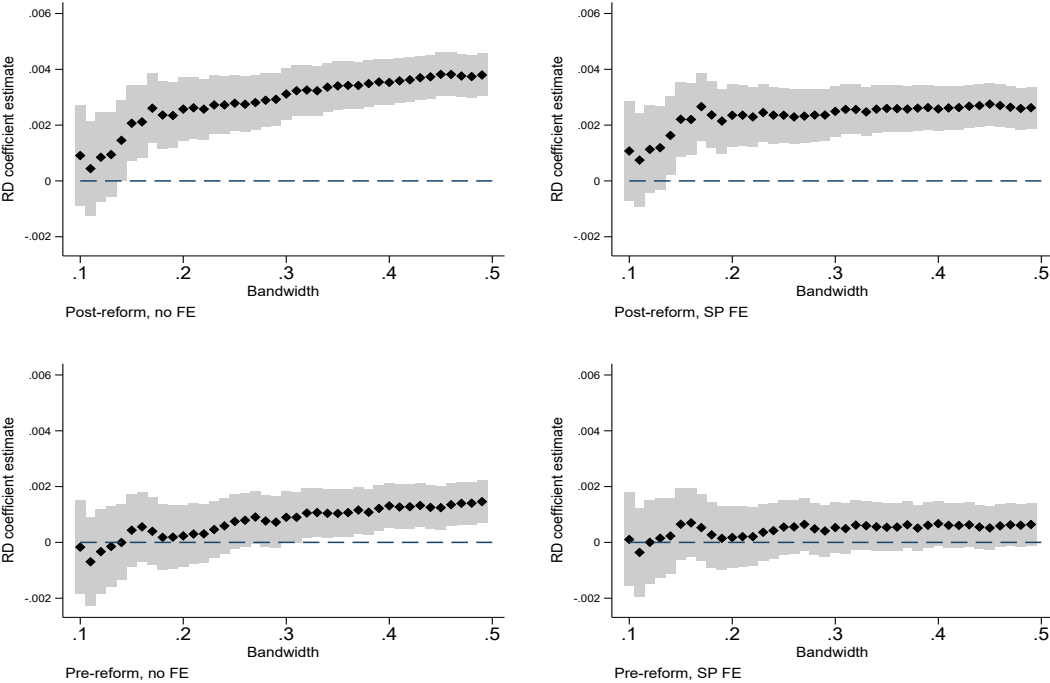 RD coefficient estimate
.006
.004
.002
0
-.002
.1 .2 .3 .4 .5
Bandwidth
Post-reform, no FE
RD coefficient estimate
.006
.004
.002
0
-.002
.1 .2 .3 .4 .5
Bandwidth
Post-reform, SP FE
RD coefficient estimate
.006
.004
.002
0
-.002
.1 .2 .3 .4 .5
Bandwidth
Pre-reform, no FE
RD coefficient estimate
.006
.004
.002
0
-.002
.1 .2 .3 .4 .5
Bandwidth
Pre-reform, SP FE